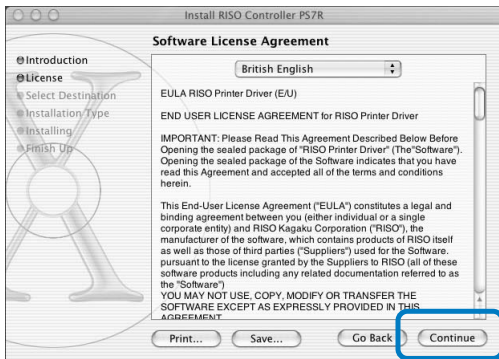 Install RISO Controller PS7R
Software License Agreement
Introduction
License
Select Destination
Installation Type
Installing
Finish Up
British English
EULA RISO Printer Driver (E/U)
END USER LICENSE AGREEMENT for RISO Printer Driver
IMPORTANT: Please Read This Agreement Described Below Before
Opening the sealed package of "RISO Printer Driver" (The"Software").
Opening the sealed package of the Software indicates that you have
read this Agreement and accepted all of the terms and conditions
herein.
This End-User License Agreement ("EULA") constitutes a legal and
binding agreement between you (either individual or a single
corporate entity) and RISO Kagaku Corporation ("RISO"), the
manufacturer of the software, which contains products of RISO itself
as well as those of third parties ("Suppliers") used for the Software.
pursuant to the license granted by the Suppliers to RISO (all of these
software products including any related documentation referred to as
the "Software")
YOU MAY NOT USE, COPY, MODIFY OR TRANSFER THE
SOFTWARE EXCEPT AS EXPRESSLY PROVIDED IN THIS
AGREEMENT
Print... Save... Go Back Continue